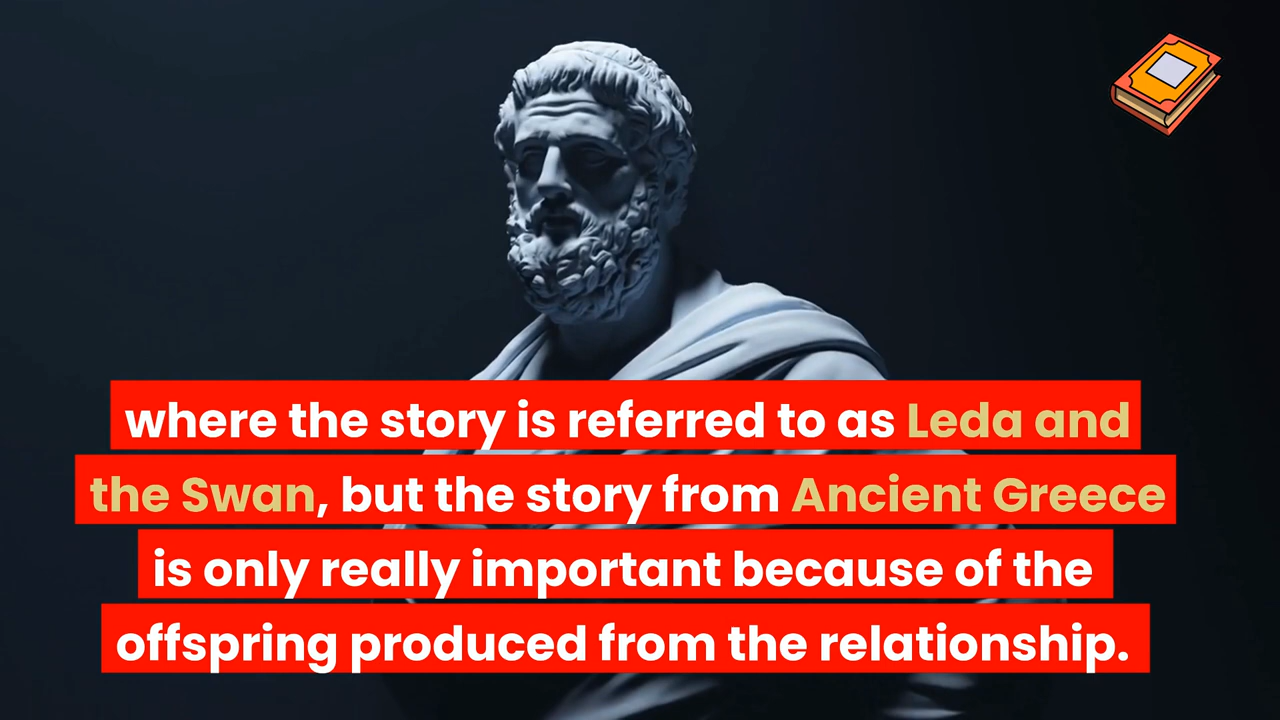 where the story is referred to as Leda and
the Swan, but the story from Ancient Greece
is only really important because of the
offspring produced from the relationship.